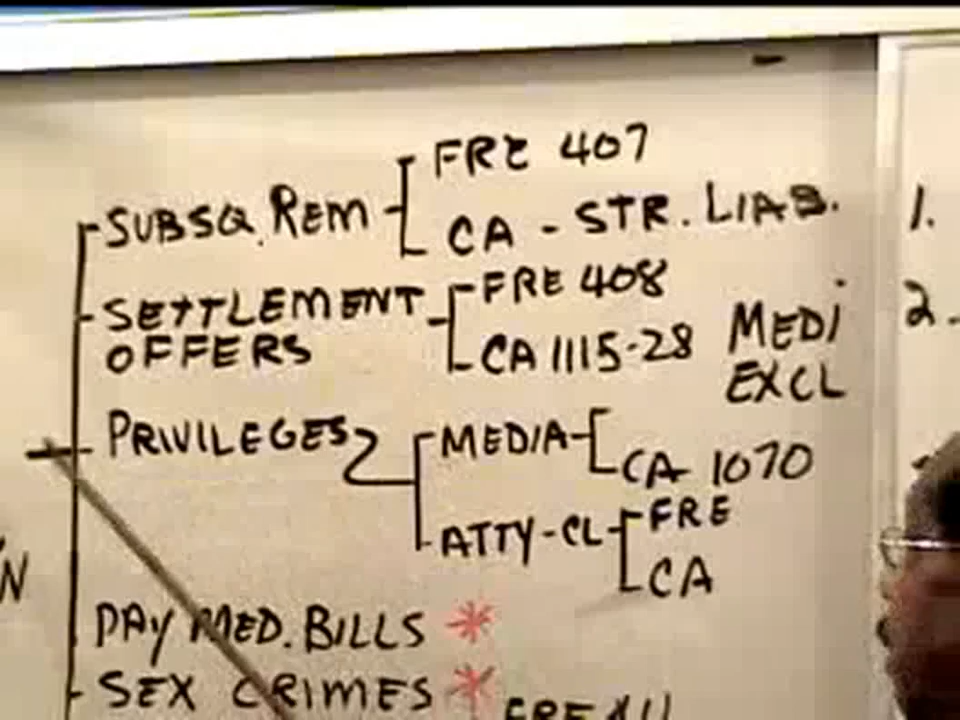 SUBSQ. REM
FRE 407
CA - STR. LIAB.
SETTLEMENT
OFFERS
FRE 408
CA 1115-28
MEDI
EXCL
PRIVILEGES
MEDIA
CA 1070
ATTY-CL
FRE
CA
PAY MED. BILLS *
SEX CRIMES *
FRE
N
1.
2.